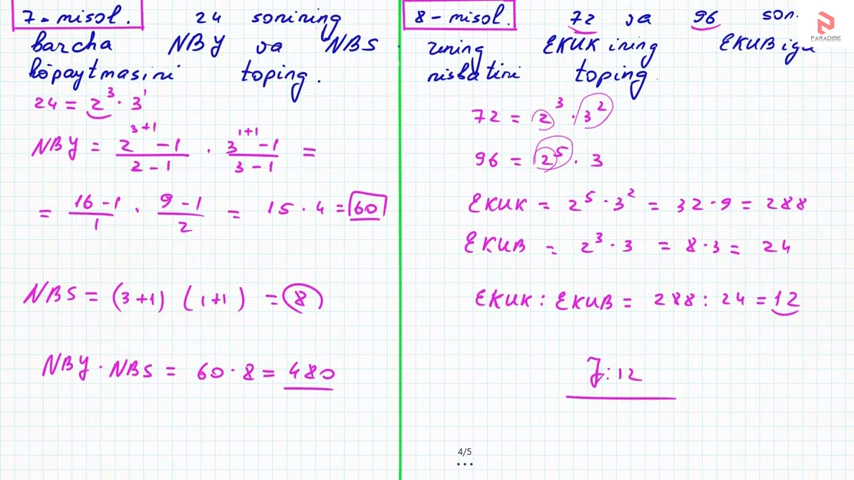 7-misol. 24 sonining
barcha NBY va NBS
ko'paytmasini toping.
24 = 2³ · 3¹
NBY = (2³⁺¹ - 1)/(2 - 1) · (3¹⁺¹ - 1)/(3 - 1) =
= (16 - 1)/1 · (9 - 1)/2 = 15 · 4 = 60
NBS = (3+1) (1+1) = 8
NBY · NBS = 60 · 8 = 480
8-misol. 72 va 96 son.
rining EKUK ining EKUBiga
nisbatini toping
72 = 2³ · 3²
96 = 2⁵ · 3
EKUK = 2⁵ · 3² = 32 · 9 = 288
EKUB = 2³ · 3 = 8 · 3 = 24
EKUK : EKUB = 288 : 24 = 12
J: 12
PARADISE
4/5